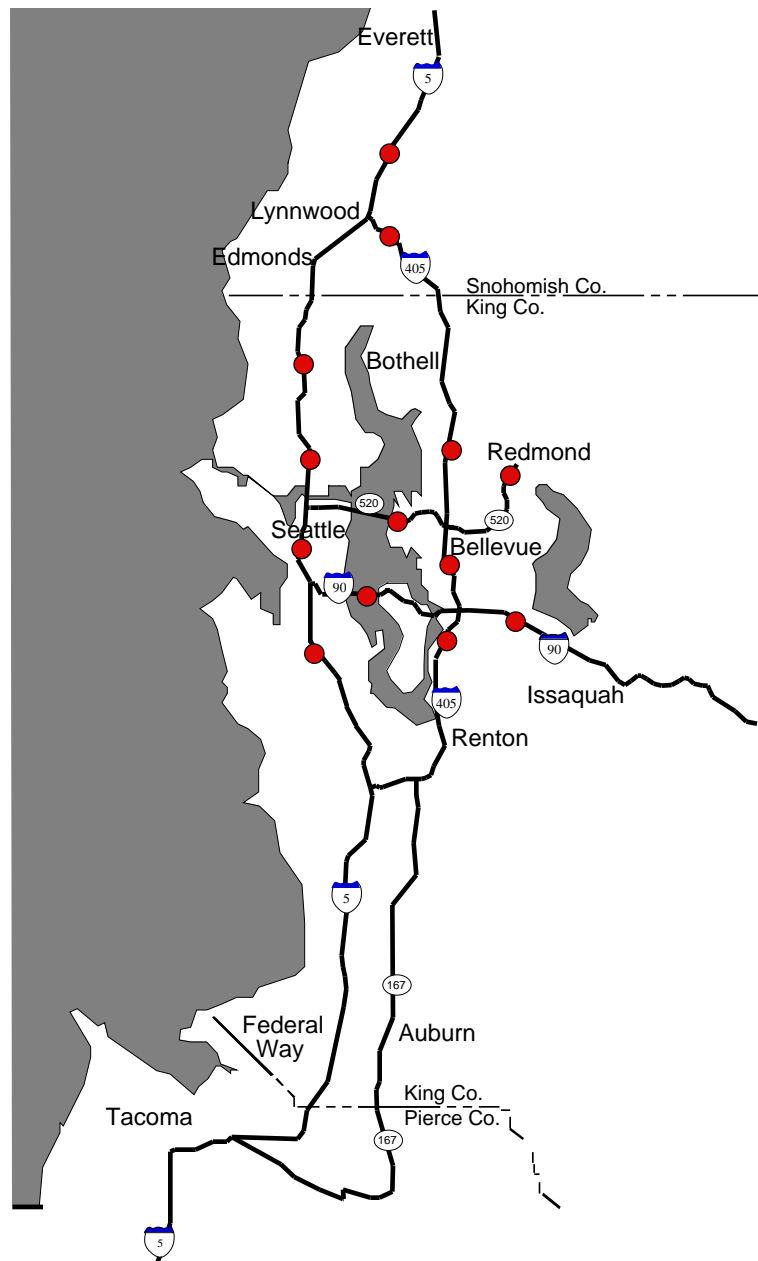 Everett
5
Lynnwood
Edmonds
405
Snohomish Co.
King Co.
Bothell
Redmond
520
520
Seattle
Bellevue
90
90
Issaquah
405
Renton
5
167
Federal
Way
Auburn
King Co.
Pierce Co.
Tacoma
167
5